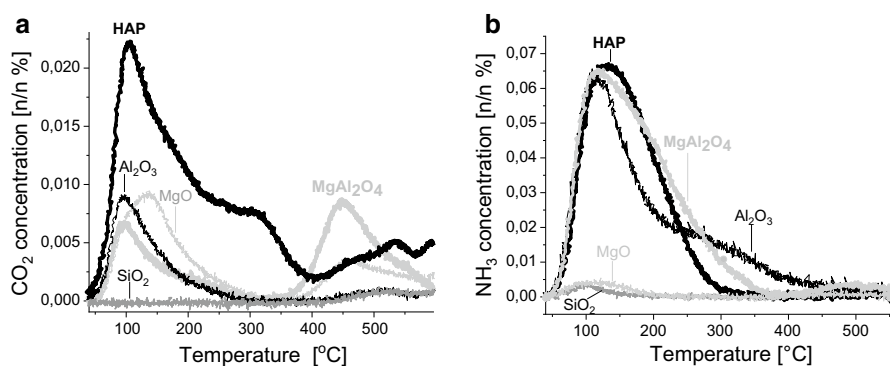 a
HAP
0,020
0,015
0,010
0,005
0,000
CO₂ concentration [n/n %]
Al₂O₃
MgO
MgAl₂O₄
SiO₂
100 200 300 400 500
Temperature [°C]
b
HAP
0,07
0,06
0,05
0,04
0,03
0,02
0,01
0,00
NH₃ concentration [n/n %]
MgAl₂O₄
Al₂O₃
MgO
SiO₂
100 200 300 400 500
Temperature [°C]